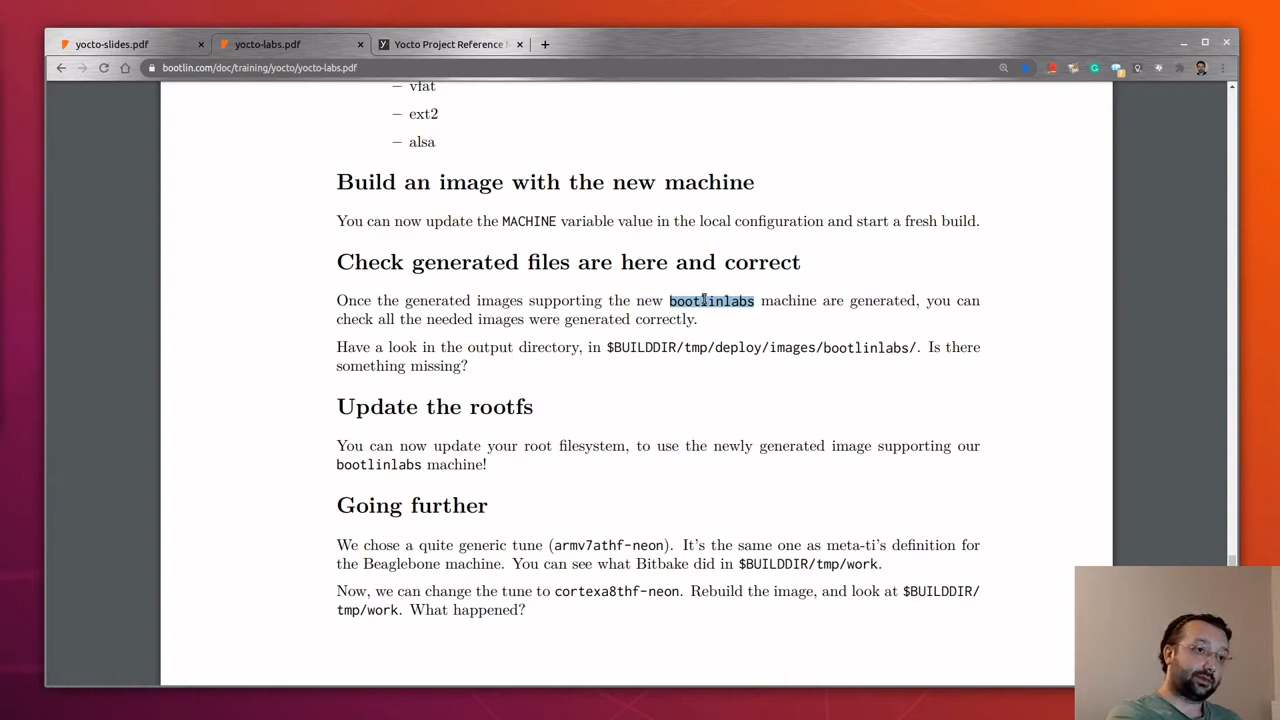 yocto-slides.pdf
yocto-labs.pdf
Yocto Project Reference
bootlin.com/doc/training/yocto/yocto-labs.pdf
– vfat
– ext2
– alsa
Build an image with the new machine
You can now update the MACHINE variable value in the local configuration and start a fresh build.
Check generated files are here and correct
Once the generated images supporting the new bootlinlabs machine are generated, you can
check all the needed images were generated correctly.
Have a look in the output directory, in $BUILDDIR/tmp/deploy/images/bootlinlabs/. Is there
something missing?
Update the rootfs
You can now update your root filesystem, to use the newly generated image supporting our
bootlinlabs machine!
Going further
We chose a quite generic tune (armv7athf-neon). It's the same one as meta-ti's definition for
the Beaglebone machine. You can see what Bitbake did in $BUILDDIR/tmp/work.
Now, we can change the tune to cortexa8thf-neon. Rebuild the image, and look at $BUILDDIR/
tmp/work. What happened?